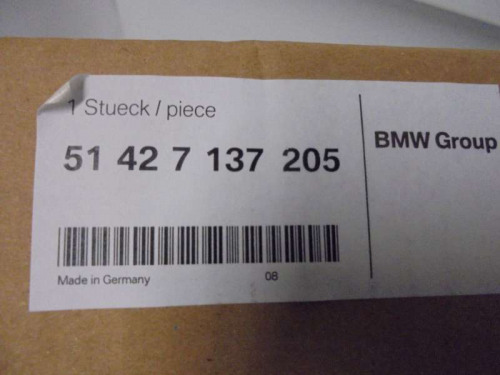 1 Stueck / piece
51 42 7 137 205
BMW Group
Made in Germany
08